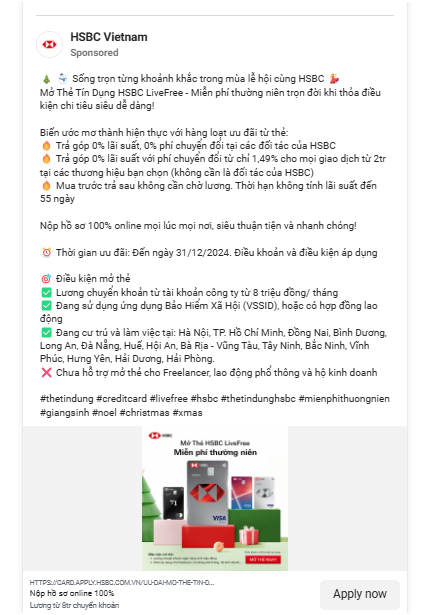 HSBC Vietnam
Sponsored
🎄 ⛄ Sống trọn từng khoảnh khắc trong mùa lễ hội cùng HSBC 💃
Mở Thẻ Tín Dụng HSBC LiveFree - Miễn phí thường niên trọn đời khi thỏa điều
kiện chi tiêu siêu dễ dàng!
Biến ước mơ thành hiện thực với hàng loạt ưu đãi từ thẻ:
🔥 Trả góp 0% lãi suất, 0% phí chuyển đổi tại các đối tác của HSBC
🔥 Trả góp 0% lãi suất với phí chuyển đổi từ chỉ 1,49% cho mọi giao dịch từ 2tr
tại các thương hiệu bạn chọn (không cần là đối tác của HSBC)
🔥 Mua trước trả sau không cần chờ lương. Thời hạn không tính lãi suất đến
55 ngày
Nộp hồ sơ 100% online mọi lúc mọi nơi, siêu thuận tiện và nhanh chóng!
⏰ Thời gian ưu đãi: Đến ngày 31/12/2024. Điều khoản và điều kiện áp dụng
🎯 Điều kiện mở thẻ
✅ Lương chuyển khoản từ tài khoản công ty từ 8 triệu đồng/ tháng
✅ Đang sử dụng ứng dụng Bảo Hiểm Xã Hội (VSSID), hoặc có hợp đồng lao
động
✅ Đang cư trú và làm việc tại: Hà Nội, TP. Hồ Chí Minh, Đồng Nai, Bình Dương,
Long An, Đà Nẵng, Huế, Hội An, Bà Rịa - Vũng Tàu, Tây Ninh, Bắc Ninh, Vĩnh
Phúc, Hưng Yên, Hải Dương, Hải Phòng.
❌ Chưa hỗ trợ mở thẻ cho Freelancer, lao động phổ thông và hộ kinh doanh
#thetindung #creditcard #livefree #hsbc #thetindunghsbc #mienphithuongnien
#giangsinh #noel #christmas #xmas
HSBC
Mở Thẻ HSBC LiveFree
Miễn phí thường niên
VISA
MỞ THẺ NGAY
HTTPS://CARD.APPLY.HSBC.COM.VN/UU-DAI-MO-THE-TIN-D...
Nộp hồ sơ online 100%
Lương từ 8tr chuyển khoản
Apply now